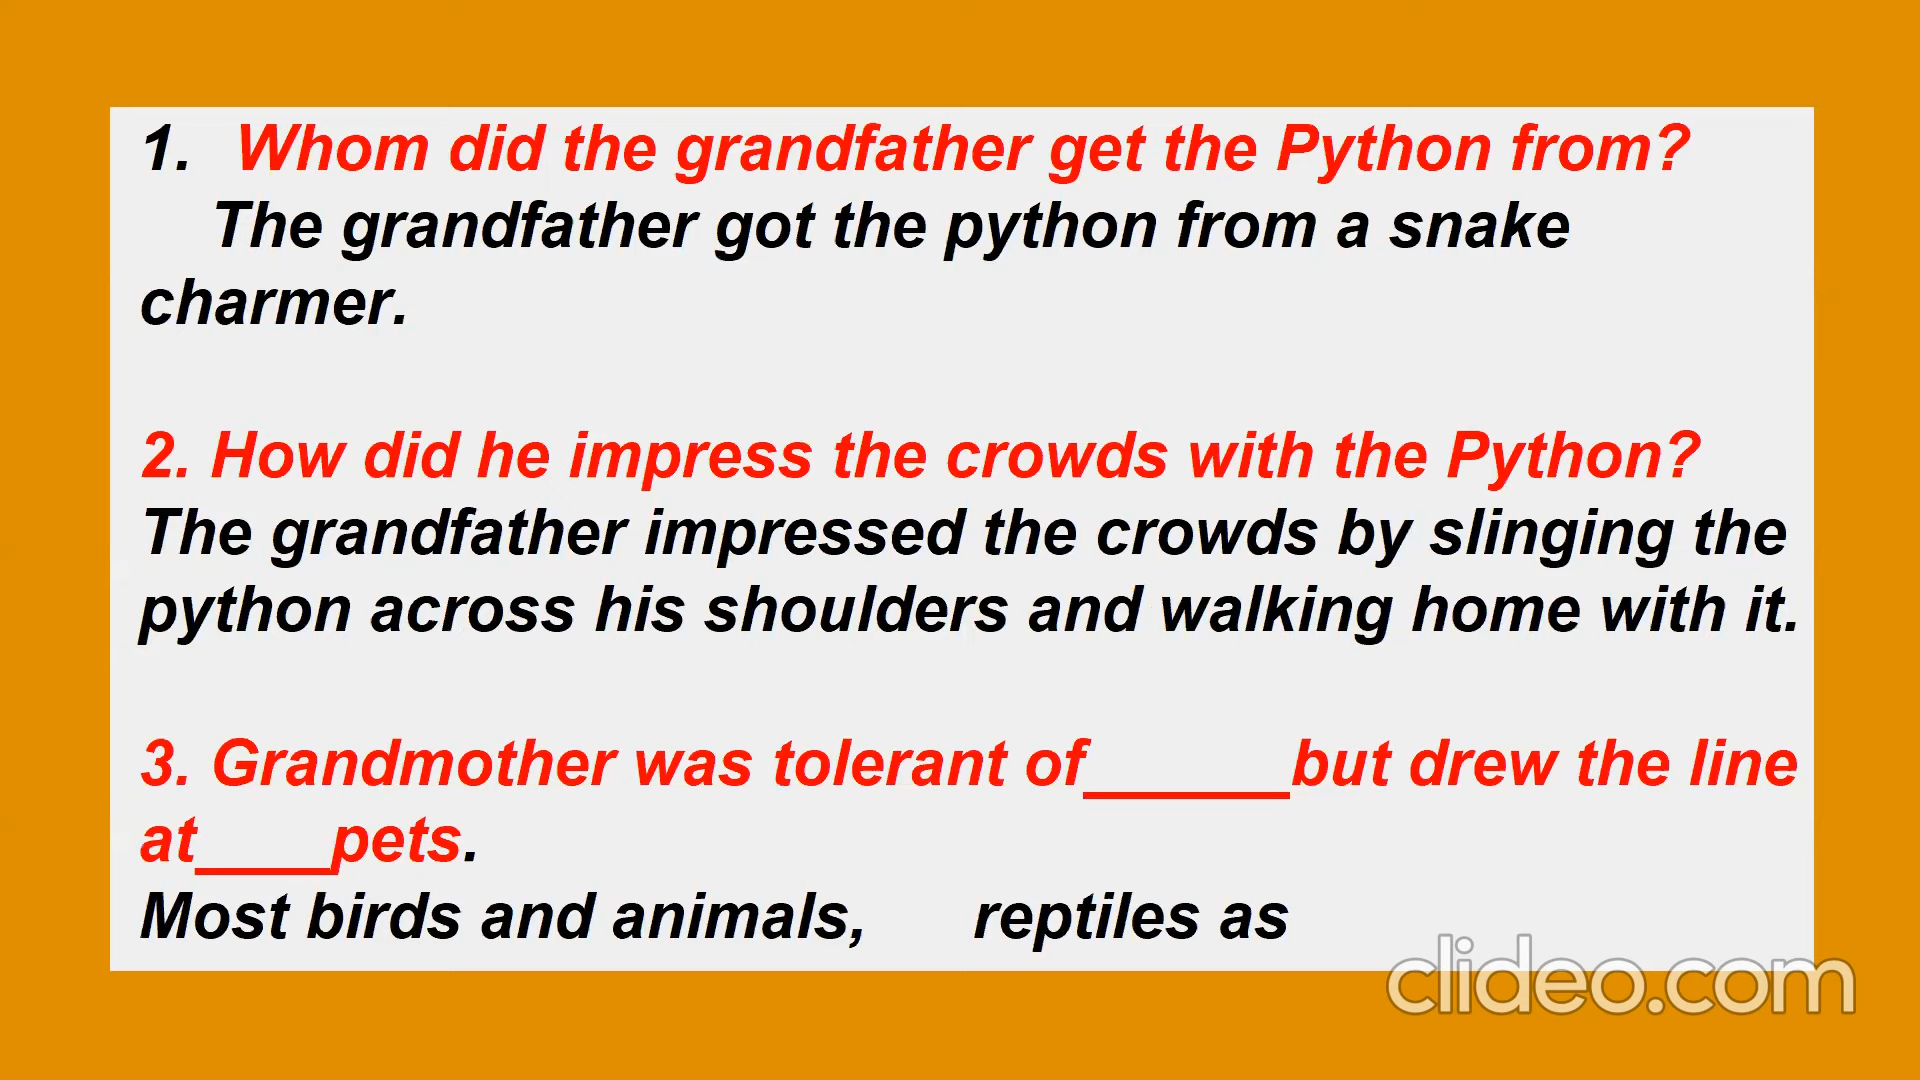 1. Whom did the grandfather get the Python from?
The grandfather got the python from a snake
charmer.
2. How did he impress the crowds with the Python?
The grandfather impressed the crowds by slinging the
python across his shoulders and walking home with it.
3. Grandmother was tolerant of______but drew the line
at____pets.
Most birds and animals, reptiles as
clideo.com